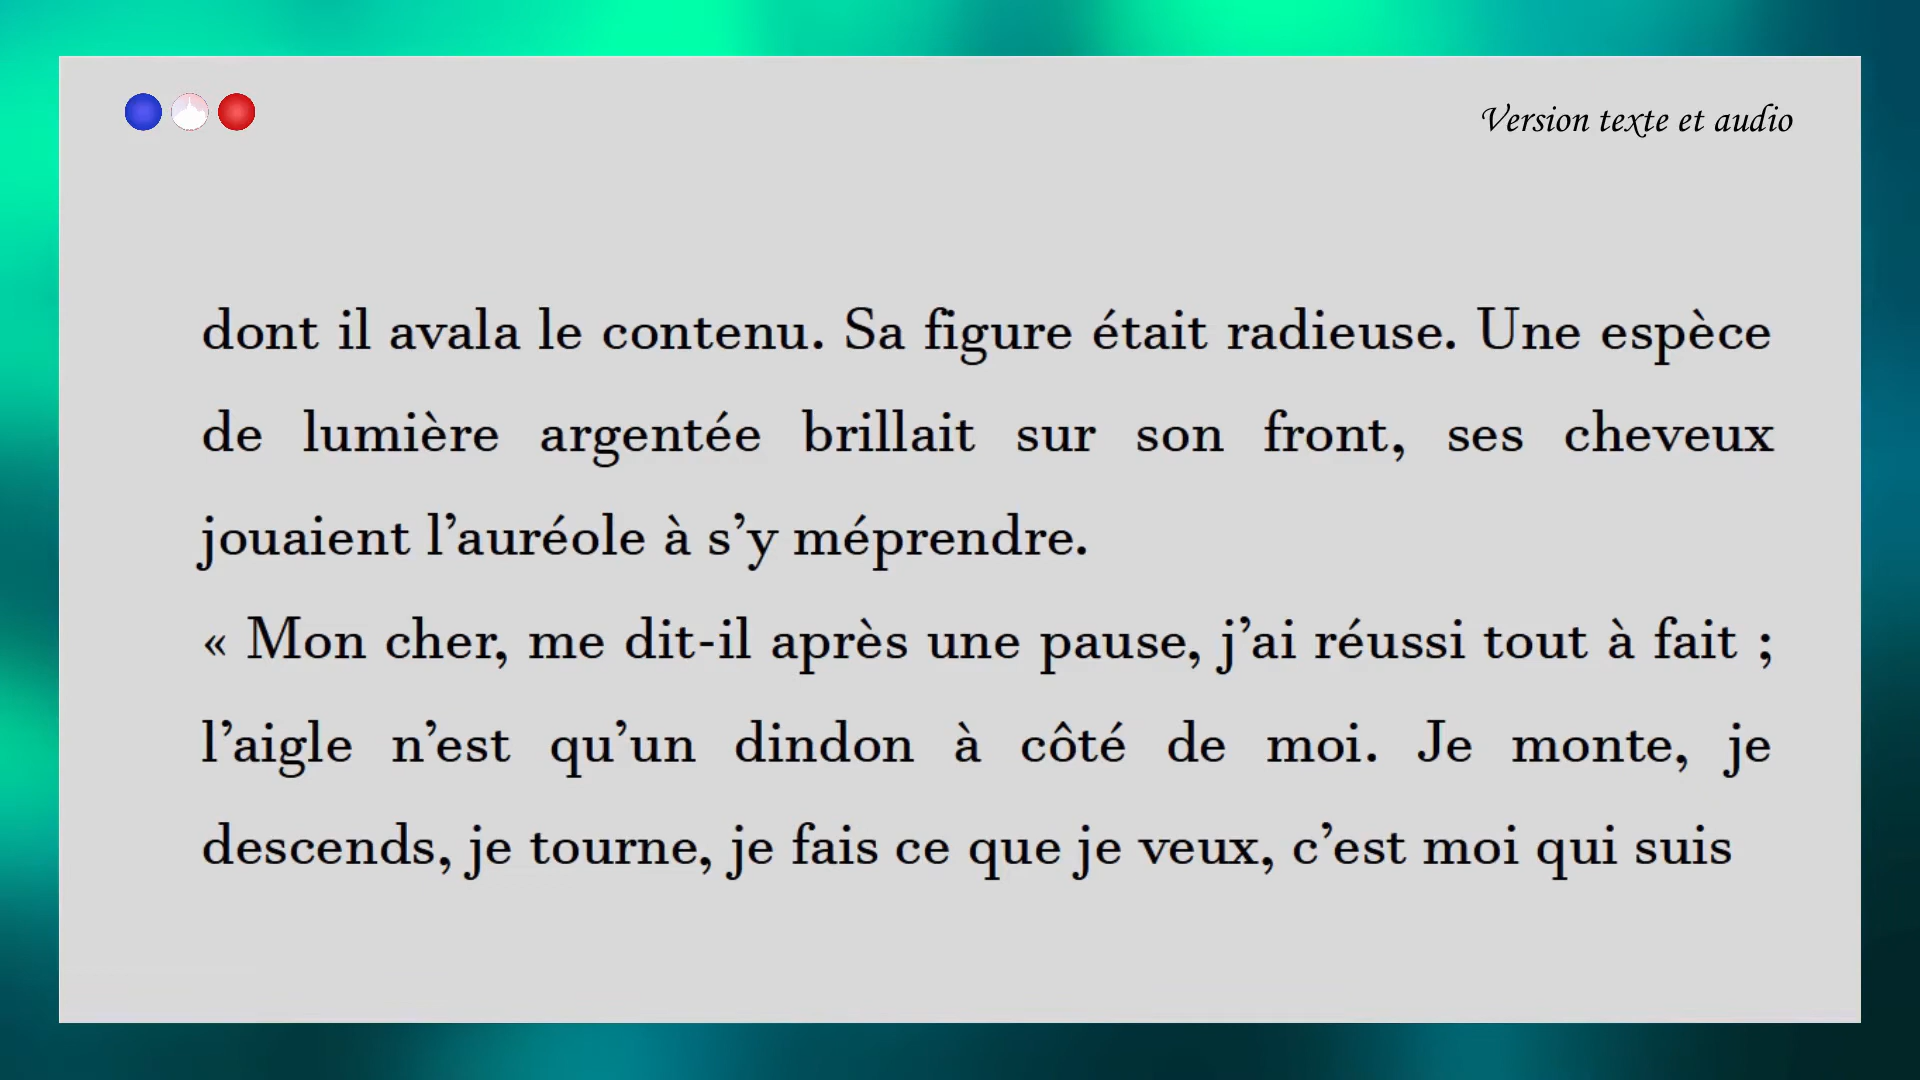 Version texte et audio
dont il avala le contenu. Sa figure était radieuse. Une espèce
de lumière argentée brillait sur son front, ses cheveux
jouaient l’auréole à s’y méprendre.
« Mon cher, me dit-il après une pause, j’ai réussi tout à fait ;
l’aigle n’est qu’un dindon à côté de moi. Je monte, je
descends, je tourne, je fais ce que je veux, c’est moi qui suis